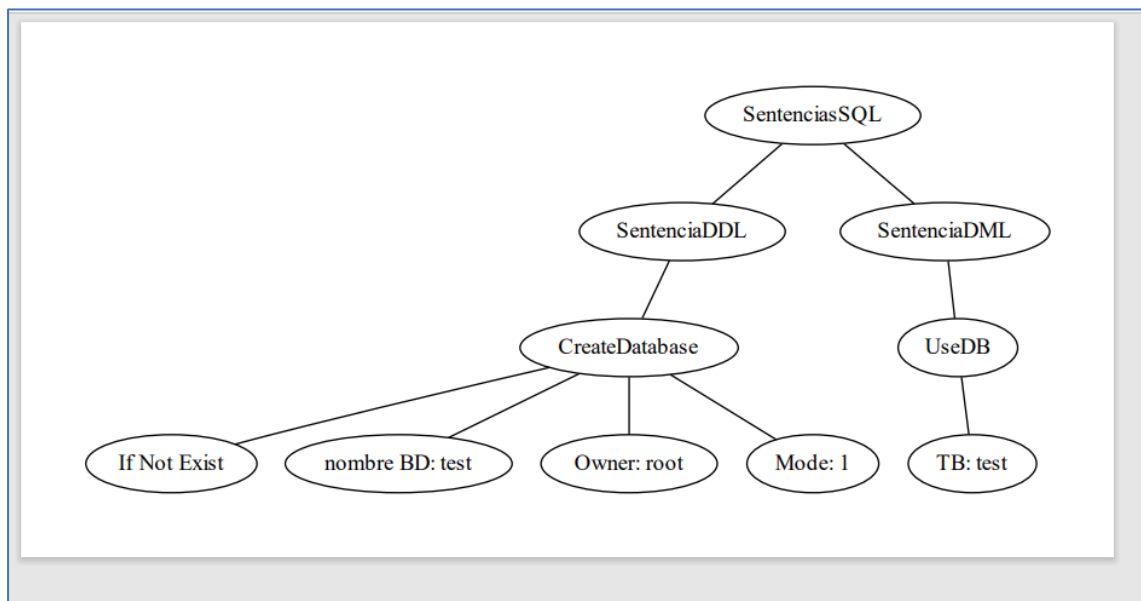 SentenciasSQL
SentenciaDDL
SentenciaDML
CreateDatabase
UseDB
If Not Exist
nombre BD: test
Owner: root
Mode: 1
TB: test